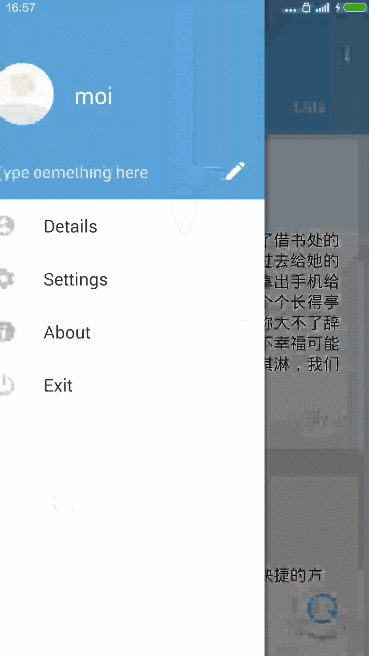 16:57
moi
Type oemething here
Details
Settings
About
Exit
了借书处的
过去给她的
拿出手机给
个个长得亭
你大不了辞
不幸福可能
淇淋，我们
快捷的方